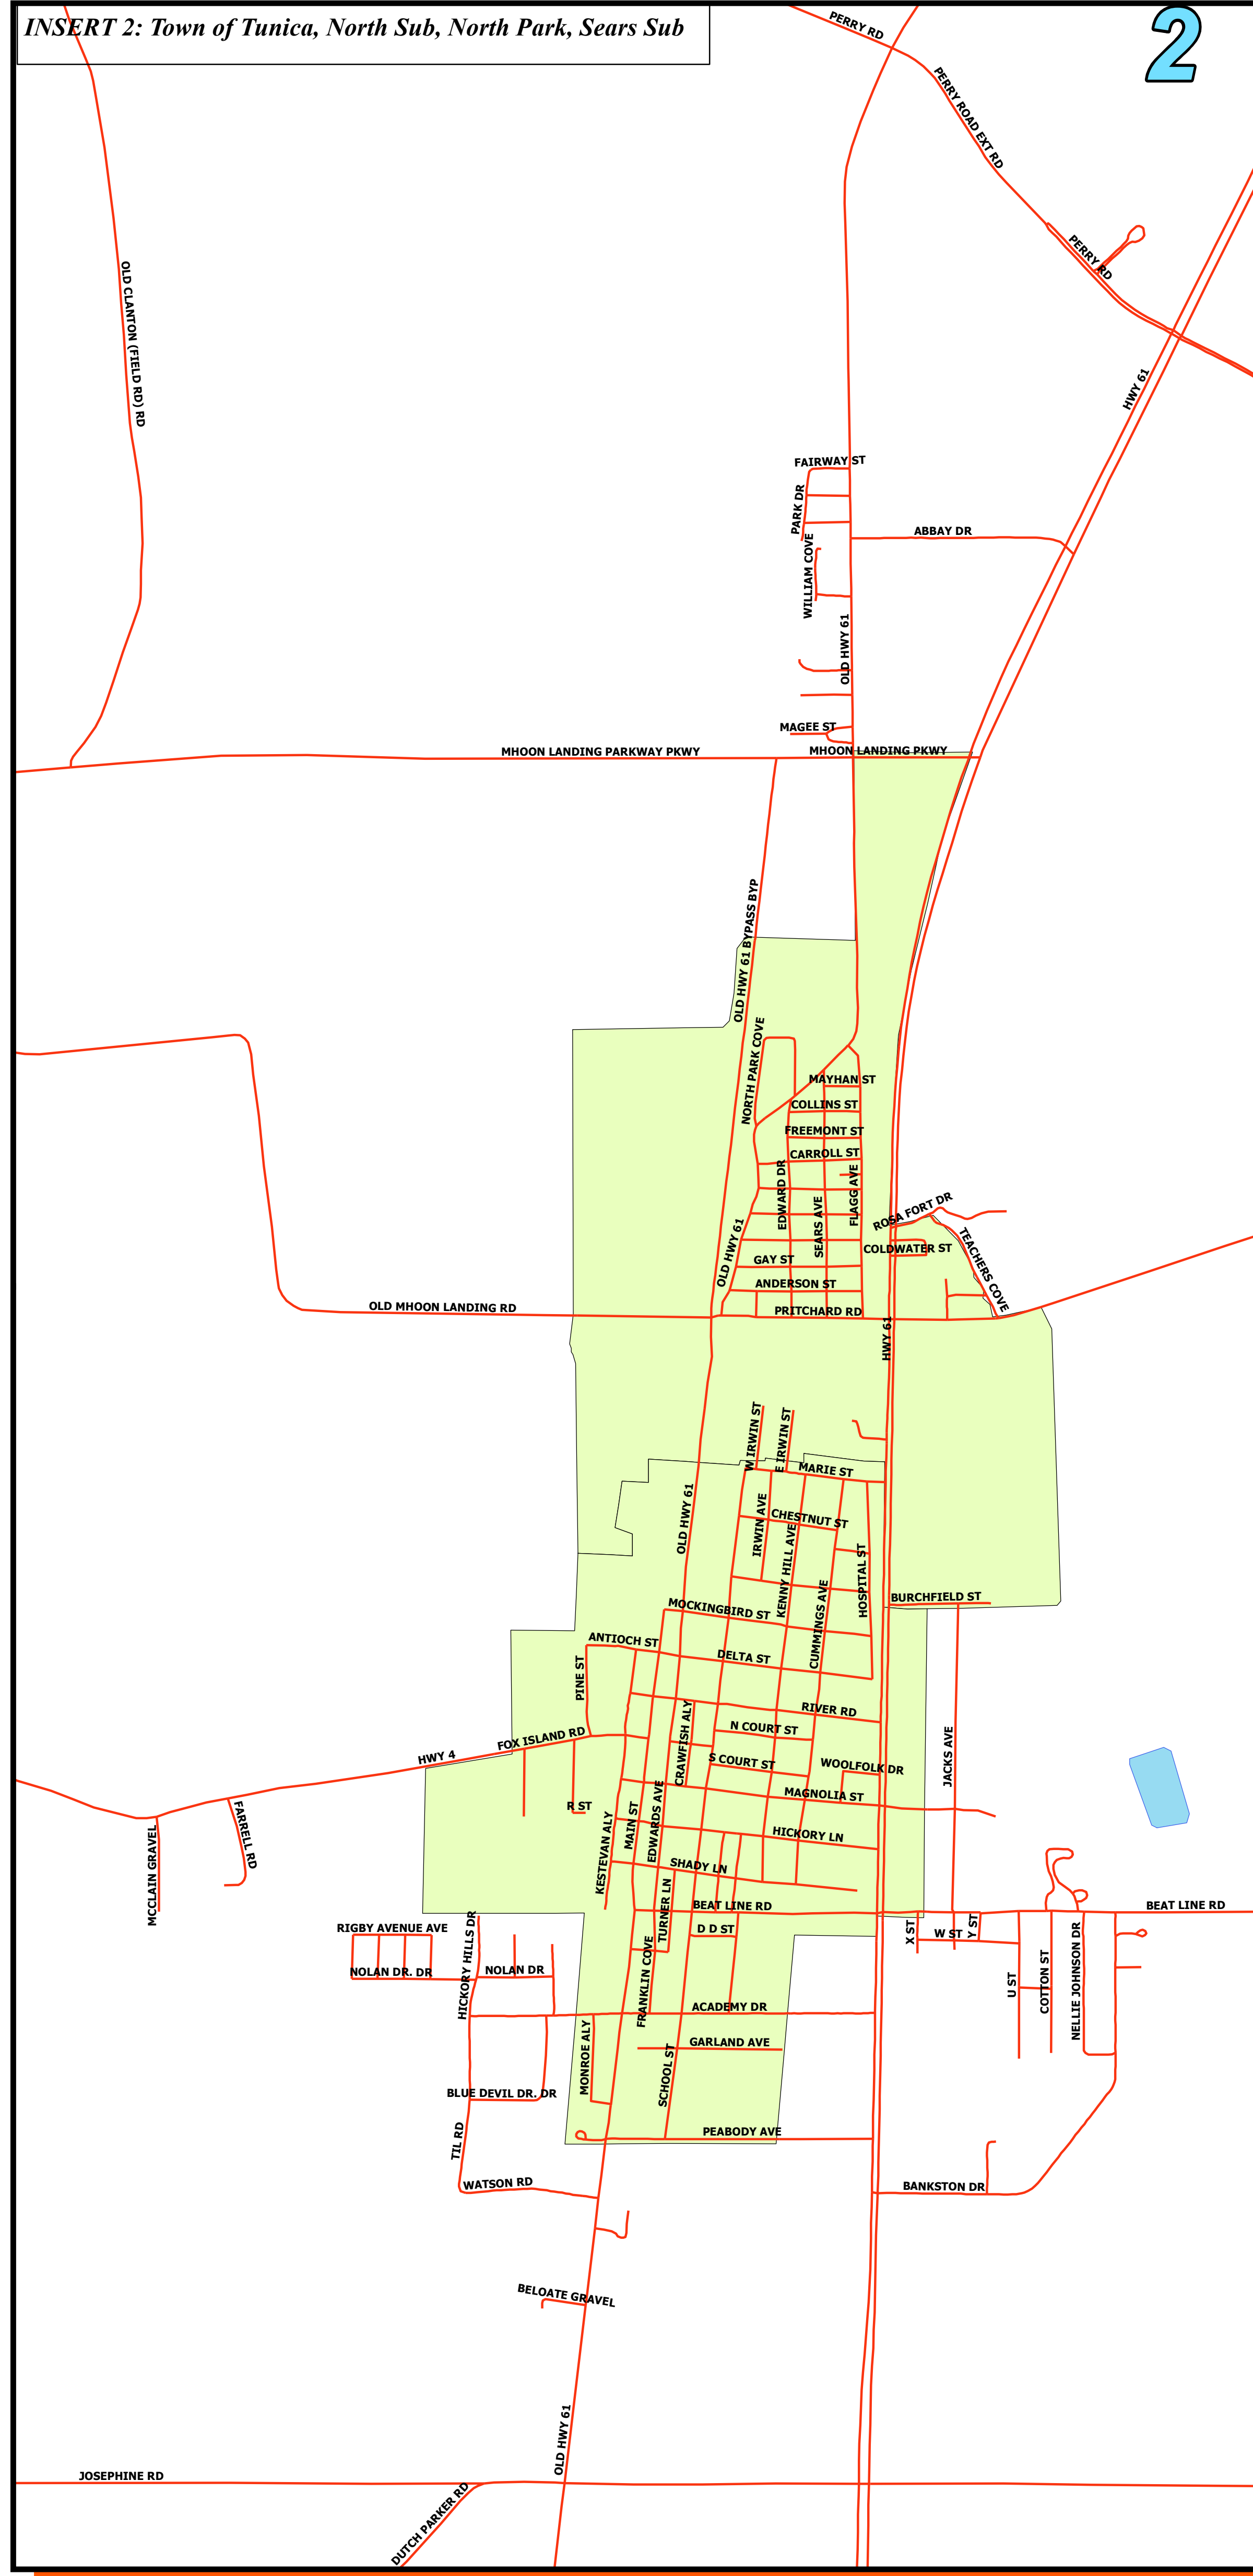 INSERT 2: Town of Tunica, North Sub, North Park, Sears Sub
2
PERRY RD
PERRY ROAD EXT RD
PERRY RD
OLD CLANTON (FIELD RD) RD
HWY 61
FAIRWAY ST
PARK DR
ABBAY DR
WILLIAM COVE
OLD HWY 61
MAGEE ST
MHOON LANDING PARKWAY PKWY
MHOON LANDING PKWY
OLD HWY 61 BYPASS BYP
NORTH PARK COVE
MAYHAN ST
COLLINS ST
FREEMONT ST
CARROLL ST
EDWARD DR
FLAGG AVE
SEARS AVE
ROSA FORT DR
COLDWATER ST
TEACHERS COVE
OLD HWY 61
GAY ST
ANDERSON ST
OLD MHOON LANDING RD
PRITCHARD RD
HWY 61
W IRWIN ST
E IRWIN ST
MARIE ST
OLD HWY 61
IRWIN AVE
CHESTNUT ST
KENNY HILL AVE
HOSPITAL ST
CUMMINGS AVE
BURCHFIELD ST
MOCKINGBIRD ST
ANTIOCH ST
DELTA ST
PINE ST
RIVER RD
CRAWFISH ALY
N COURT ST
FOX ISLAND RD
HWY 4
S COURT ST
WOOLFOLK DR
JACKS AVE
MAGNOLIA ST
R ST
FARRELL RD
MCCLAIN GRAVEL
KESTEVAN ALY
MAIN ST
EDWARDS AVE
HICKORY LN
SHADY LN
TURNER LN
BEAT LINE RD
BEAT LINE RD
RIGBY AVENUE AVE
HICKORY HILLS DR
D D ST
X ST
W ST
Y ST
NOLAN DR. DR
NOLAN DR
FRANKLIN COVE
U ST
COTTON ST
NELLIE JOHNSON DR
ACADEMY DR
MONROE ALY
GARLAND AVE
SCHOOL ST
BLUE DEVIL DR. DR
PEABODY AVE
TIL RD
WATSON RD
BANKSTON DR
BELOATE GRAVEL
OLD HWY 61
JOSEPHINE RD
DUTCH PARKER RD